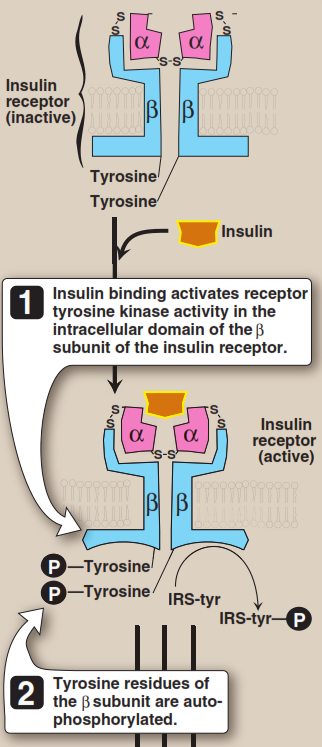 S S
S S
α α
S-S
Insulin
receptor
(inactive)
β β
Tyrosine
Tyrosine
Insulin
1 Insulin binding activates receptor
tyrosine kinase activity in the
intracellular domain of the β
subunit of the insulin receptor.
S S
S S
α α
S-S
Insulin
receptor
(active)
β β
P—Tyrosine
P—Tyrosine
IRS-tyr
IRS-tyr—P
2 Tyrosine residues of
the β subunit are auto-
phosphorylated.